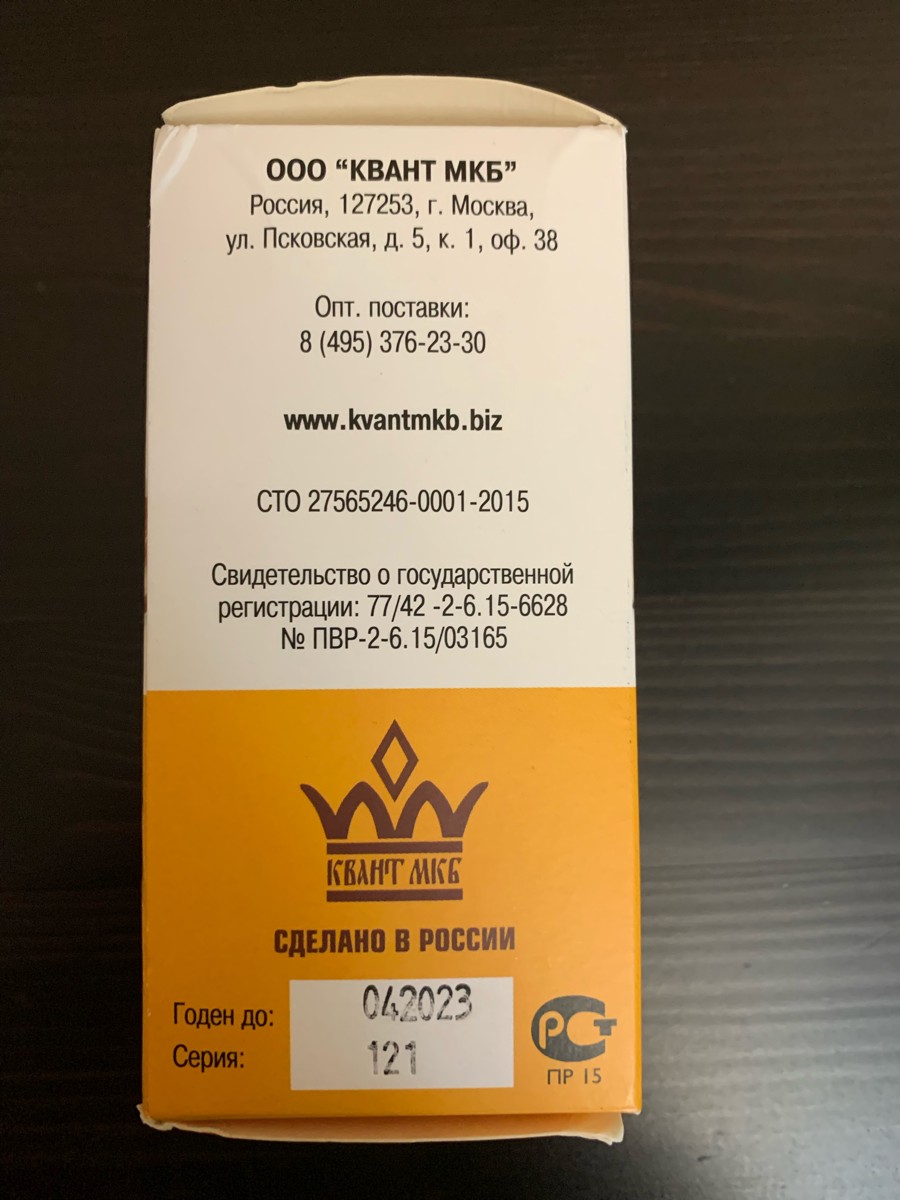 ООО “КВАНТ МКБ”
Россия, 127253, г. Москва,
ул. Псковская, д. 5, к. 1, оф. 38
Опт. поставки:
8 (495) 376-23-30
www.kvantmkb.biz
СТО 27565246-0001-2015
Свидетельство о государственной
регистрации: 77/42 -2-6.15-6628
№ ПВР-2-6.15/03165
КВАНТ МКБ
СДЕЛАНО В РОССИИ
Годен до: 042023
Серия: 121
РСТ
ПР 15